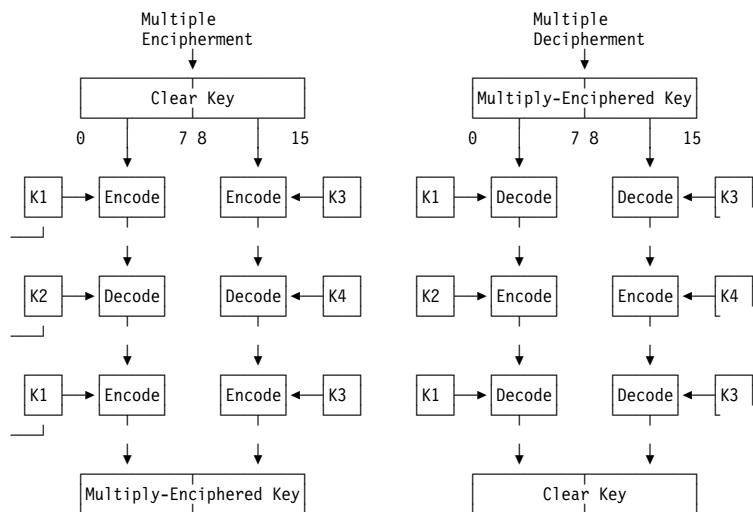 Multiple Multiple
Encipherment Decipherment
Clear Key Multiply-Enciphered Key
0 7 8 15 0 7 8 15
K1 Encode Encode K3 K1 Decode Decode K3
K2 Decode Decode K4 K2 Encode Encode K4
K1 Encode Encode K3 K1 Decode Decode K3
Multiply-Enciphered Key Clear Key